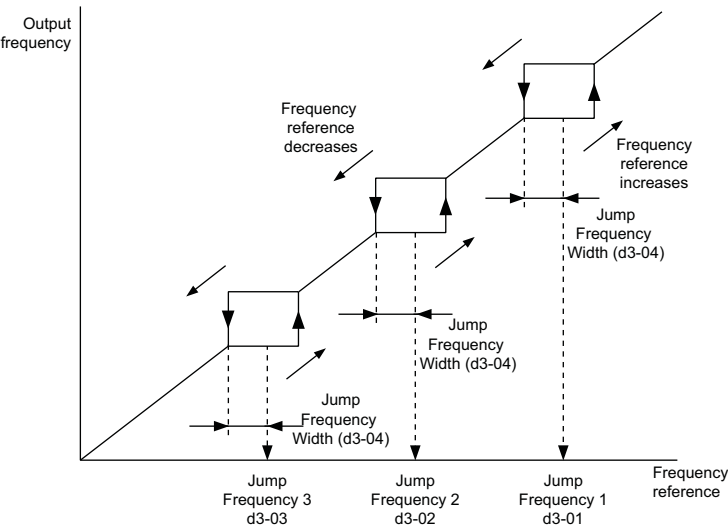 Output
frequency
Frequency
reference
decreases
Frequency
reference
increases
Jump
Frequency
Width (d3-04)
Jump
Frequency
Width (d3-04)
Jump
Frequency
Width (d3-04)
Jump
Frequency 3
d3-03
Jump
Frequency 2
d3-02
Jump
Frequency 1
d3-01
Frequency
reference